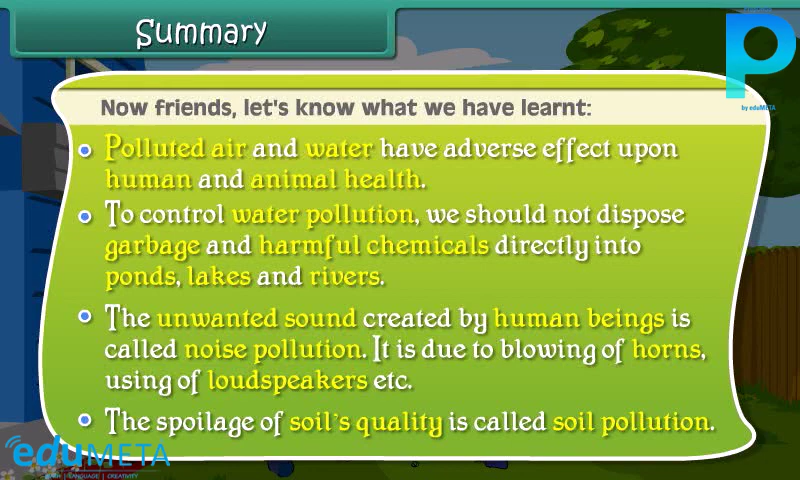 Summary
eduMETA
P
by eduMETA
Now friends, let's know what we have learnt:
Polluted air and water have adverse effect upon
human and animal health.
To control water pollution, we should not dispose
garbage and harmful chemicals directly into
ponds, lakes and rivers.
The unwanted sound created by human beings is
called noise pollution. It is due to blowing of horns,
using of loudspeakers etc.
The spoilage of soil's quality is called soil pollution.
eduMETA
LANGUAGE | CREATIVITY